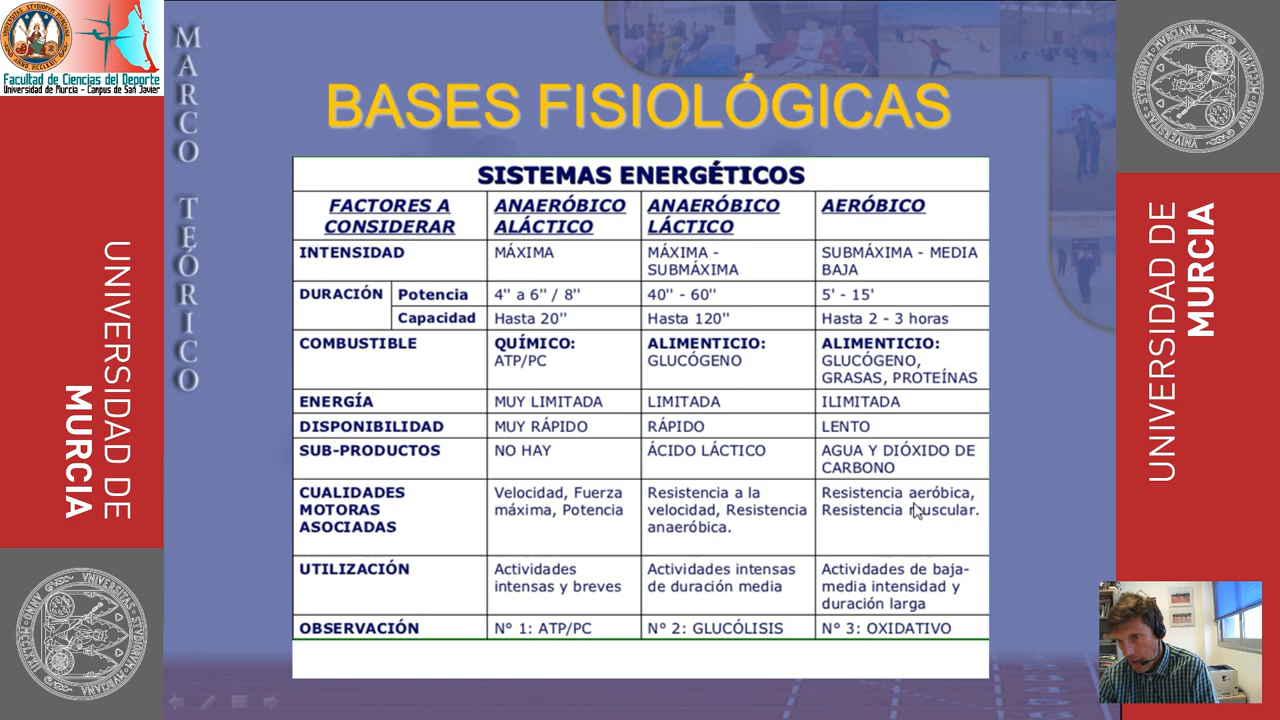 Facultad de Ciencias del Deporte
Universidad de Murcia - Campus de San Javier
MARCO TEÓRICO
BASES FISIOLÓGICAS
SISTEMAS ENERGÉTICOS
FACTORES A CONSIDERAR
ANAERÓBICO ALÁCTICO
ANAERÓBICO LÁCTICO
AERÓBICO
INTENSIDAD
MÁXIMA
MÁXIMA - SUBMÁXIMA
SUBMÁXIMA - MEDIA BAJA
DURACIÓN
Potencia
4'' a 6'' / 8''
40'' - 60''
5' - 15'
Capacidad
Hasta 20''
Hasta 120''
Hasta 2 - 3 horas
COMBUSTIBLE
QUÍMICO:
ATP/PC
ALIMENTICIO:
GLUCÓGENO
ALIMENTICIO:
GLUCÓGENO,
GRASAS, PROTEÍNAS
ENERGÍA
MUY LIMITADA
LIMITADA
ILIMITADA
DISPONIBILIDAD
MUY RÁPIDO
RÁPIDO
LENTO
SUB-PRODUCTOS
NO HAY
ÁCIDO LÁCTICO
AGUA Y DIÓXIDO DE
CARBONO
CUALIDADES
MOTORAS
ASOCIADAS
Velocidad, Fuerza
máxima, Potencia
Resistencia a la
velocidad, Resistencia
anaeróbica.
Resistencia aeróbica,
Resistencia muscular.
UTILIZACIÓN
Actividades
intensas y breves
Actividades intensas
de duración media
Actividades de baja-
media intensidad y
duración larga
OBSERVACIÓN
N° 1: ATP/PC
N° 2: GLUCÓLISIS
N° 3: OXIDATIVO
UNIVERSIDAD DE
MURCIA
UNIVERSIDAD DE
MURCIA